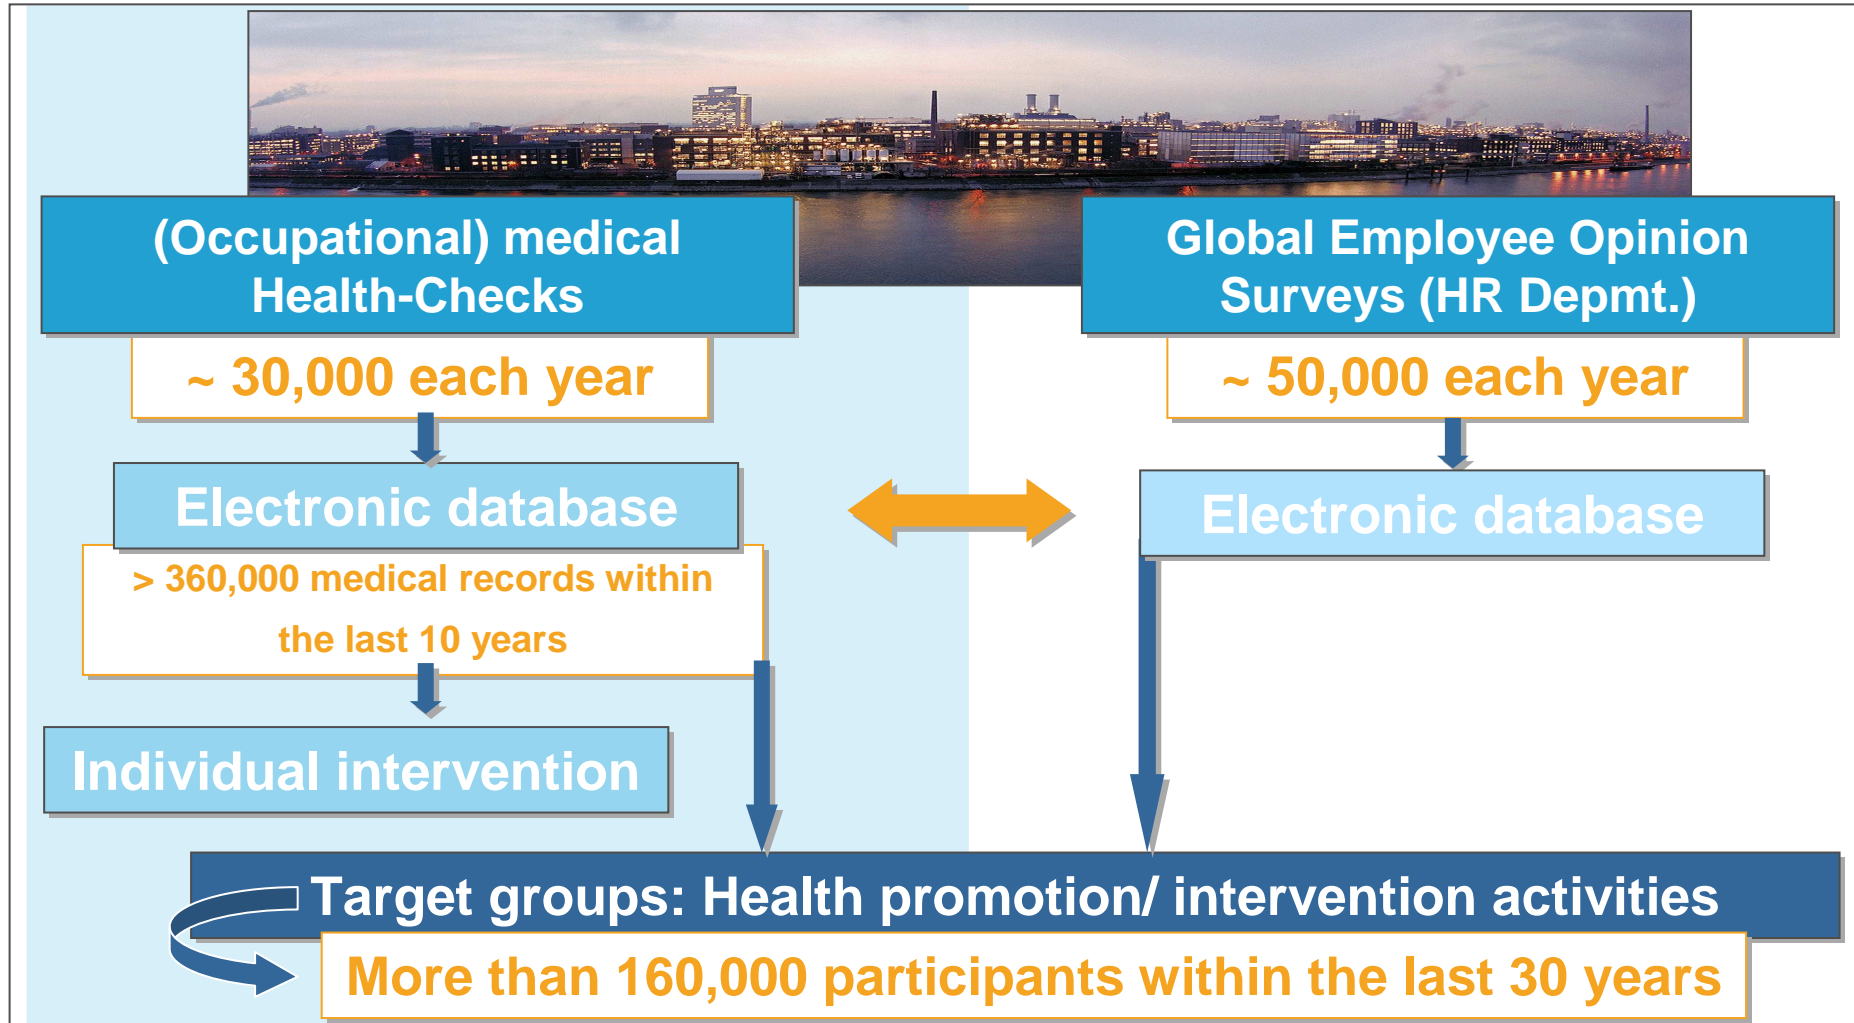 (Occupational) medical
Health-Checks
~ 30,000 each year
Electronic database
> 360,000 medical records within
the last 10 years
Individual intervention
Global Employee Opinion
Surveys (HR Depmt.)
~ 50,000 each year
Electronic database
Target groups: Health promotion/ intervention activities
More than 160,000 participants within the last 30 years